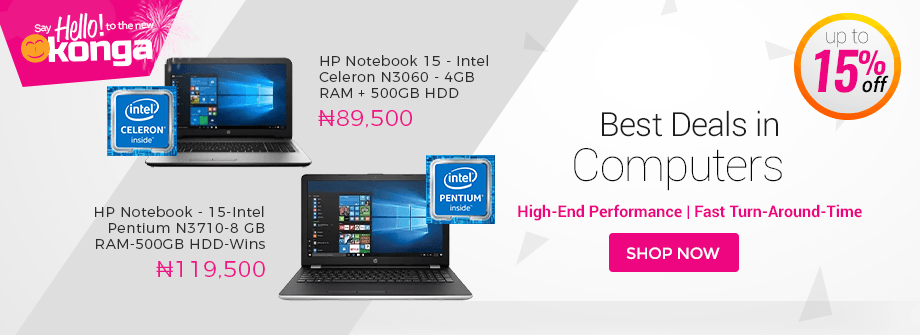 Say Hello! to the new
konga
HP Notebook 15 - Intel
Celeron N3060 - 4GB
RAM + 500GB HDD
₦89,500
intel
CELERON®
inside™
HP Notebook - 15-Intel
Pentium N3710-8 GB
RAM-500GB HDD-Wins
₦119,500
intel
PENTIUM®
inside™
up to
15%
off
Best Deals in
Computers
High-End Performance | Fast Turn-Around-Time
SHOP NOW